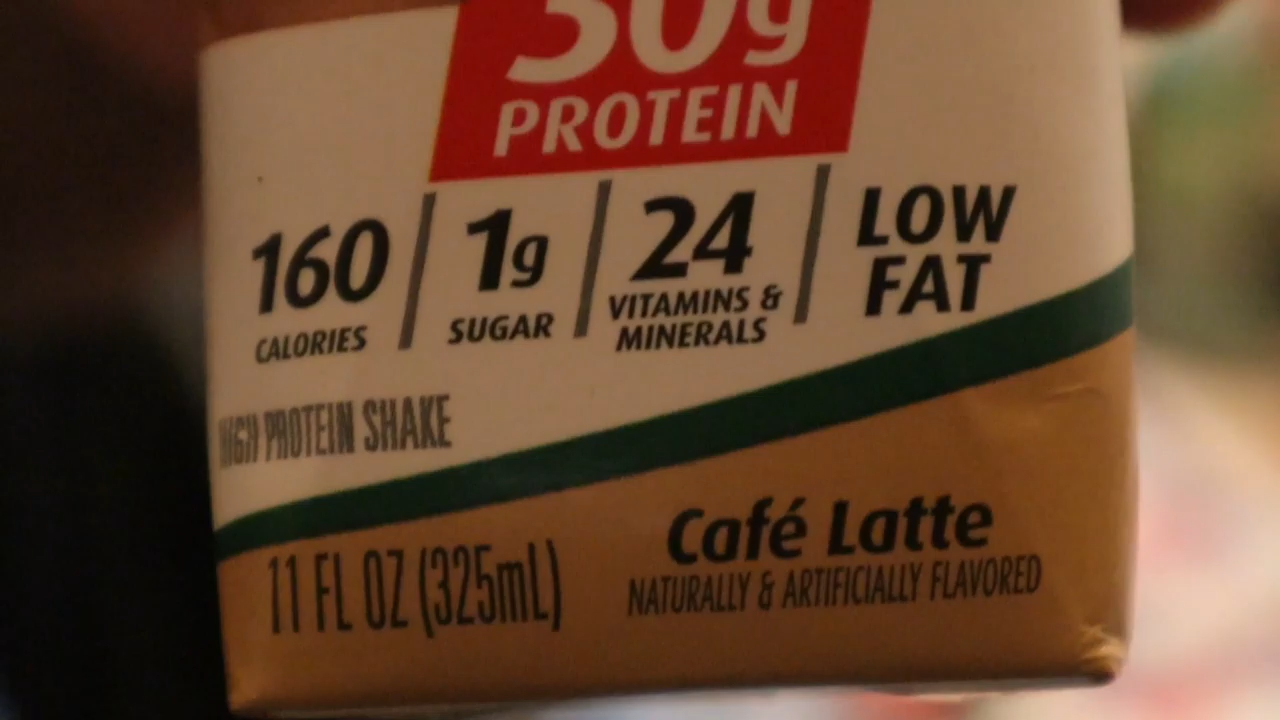 30g
PROTEIN
160
CALORIES
1g
SUGAR
24
VITAMINS &
MINERALS
LOW
FAT
HIGH PROTEIN SHAKE
11 FL OZ (325mL)
Café Latte
NATURALLY & ARTIFICIALLY FLAVORED